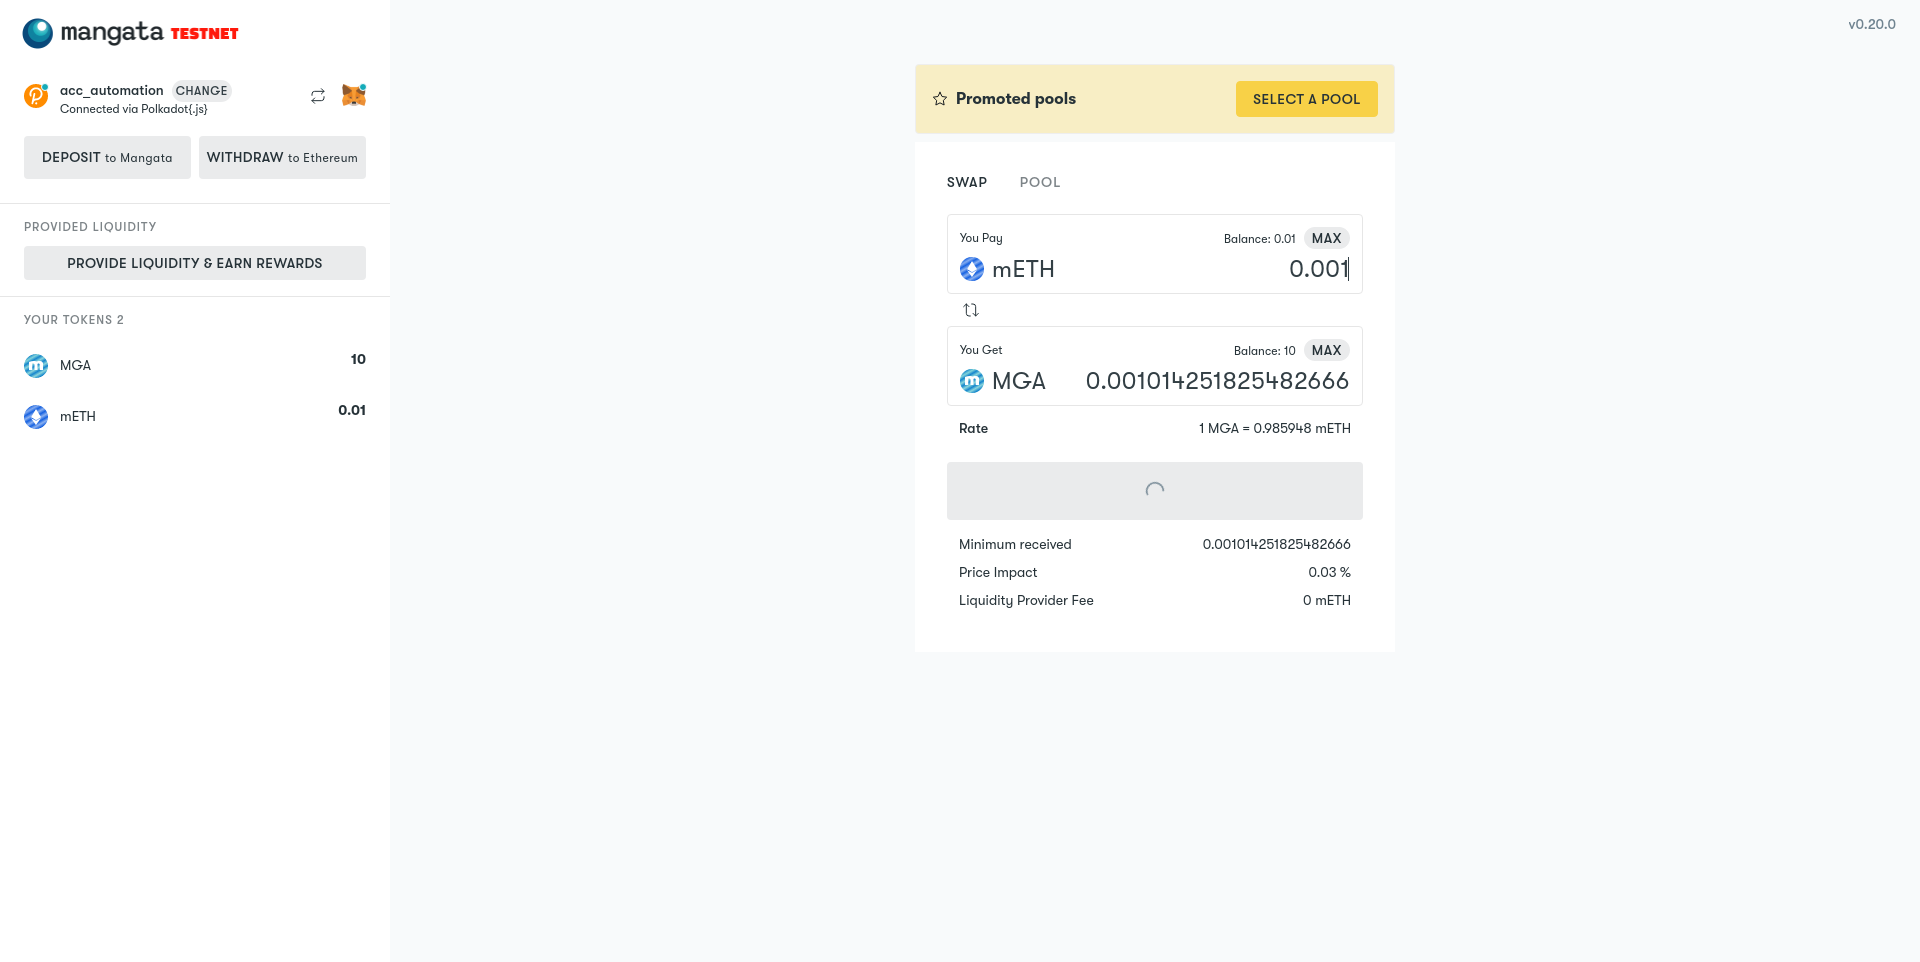 mangata TESTNET
v0.20.0
acc_automation CHANGE
Connected via Polkadot{.js}
DEPOSIT to Mangata
WITHDRAW to Ethereum
PROVIDED LIQUIDITY
PROVIDE LIQUIDITY & EARN REWARDS
YOUR TOKENS 2
MGA 10
mETH 0.01
Promoted pools SELECT A POOL
SWAP POOL
You Pay Balance: 0.01 MAX
mETH 0.001
You Get Balance: 10 MAX
MGA 0.001014251825482666
Rate 1 MGA = 0.985948 mETH
Minimum received 0.001014251825482666
Price Impact 0.03 %
Liquidity Provider Fee 0 mETH